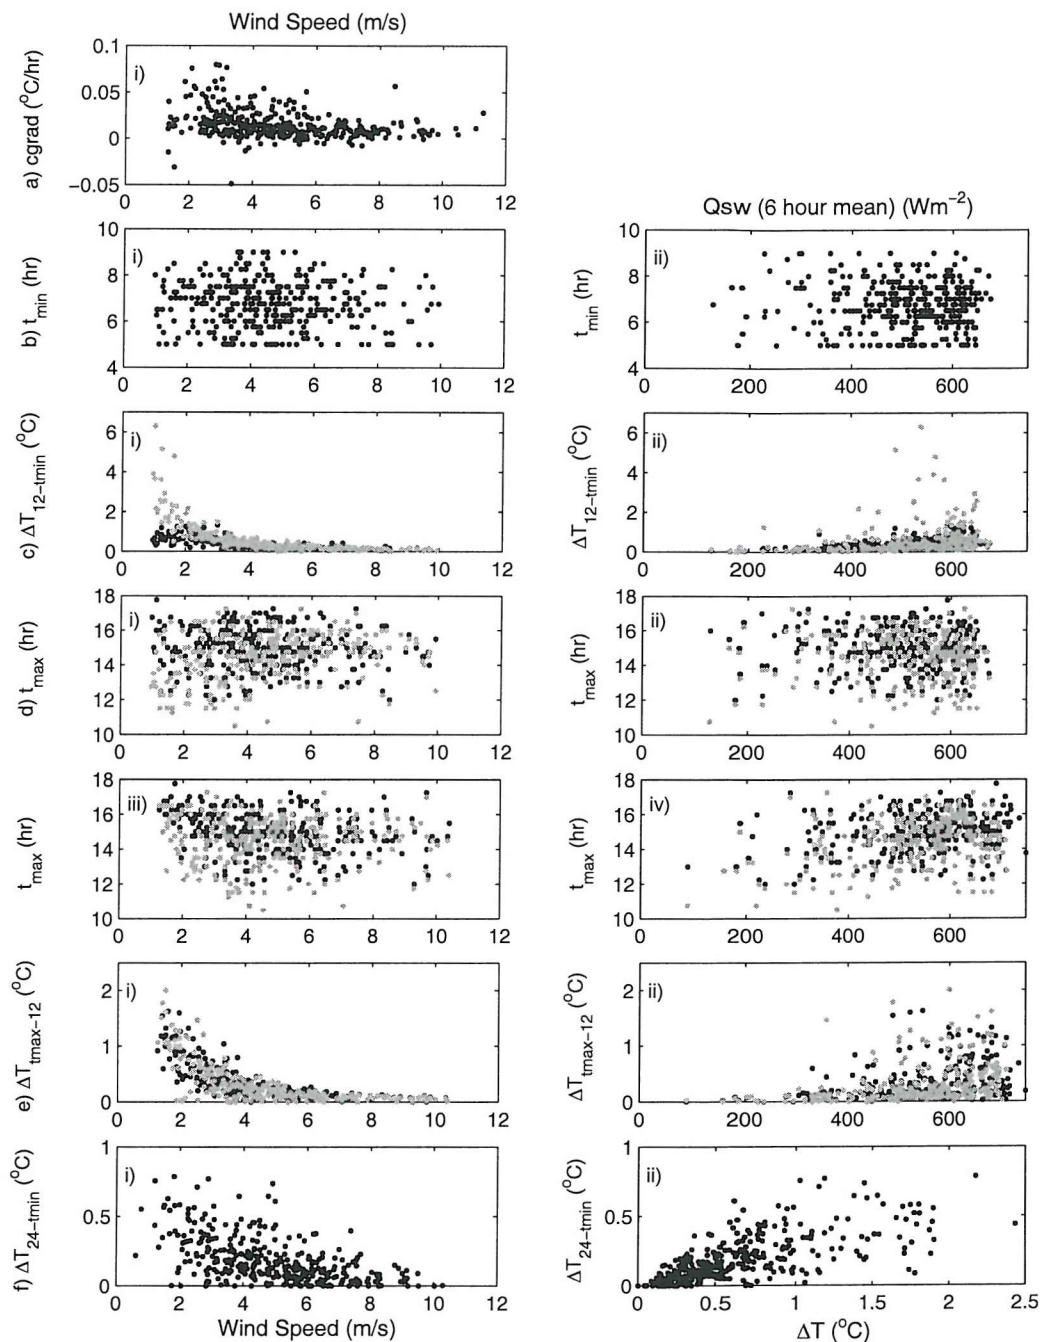 Wind Speed (m/s)
a) cgrad (°C/hr)
i)
0.1
0.05
0
−0.05
0 2 4 6 8 10 12
Qsw (6 hour mean) (Wm⁻²)
b) t_min (hr)
i)
10
8
6
4
0 2 4 6 8 10 12
t_min (hr)
ii)
10
8
6
4
0 200 400 600
c) ΔT_12−tmin (°C)
i)
6
4
2
0
0 2 4 6 8 10 12
ΔT_12−tmin (°C)
ii)
6
4
2
0
0 200 400 600
d) t_max (hr)
i)
18
16
14
12
10
0 2 4 6 8 10 12
t_max (hr)
ii)
18
16
14
12
10
0 200 400 600
t_max (hr)
iii)
18
16
14
12
10
0 2 4 6 8 10 12
t_max (hr)
iv)
18
16
14
12
10
0 200 400 600
e) ΔT_tmax−12 (°C)
i)
2
1
0
0 2 4 6 8 10 12
ΔT_tmax−12 (°C)
ii)
2
1
0
0 200 400 600
f) ΔT_24−tmin (°C)
i)
1
0.5
0
0 2 4 6 8 10 12
Wind Speed (m/s)
ΔT_24−tmin (°C)
ii)
1
0.5
0
0 0.5 1 1.5 2 2.5
ΔT (°C)